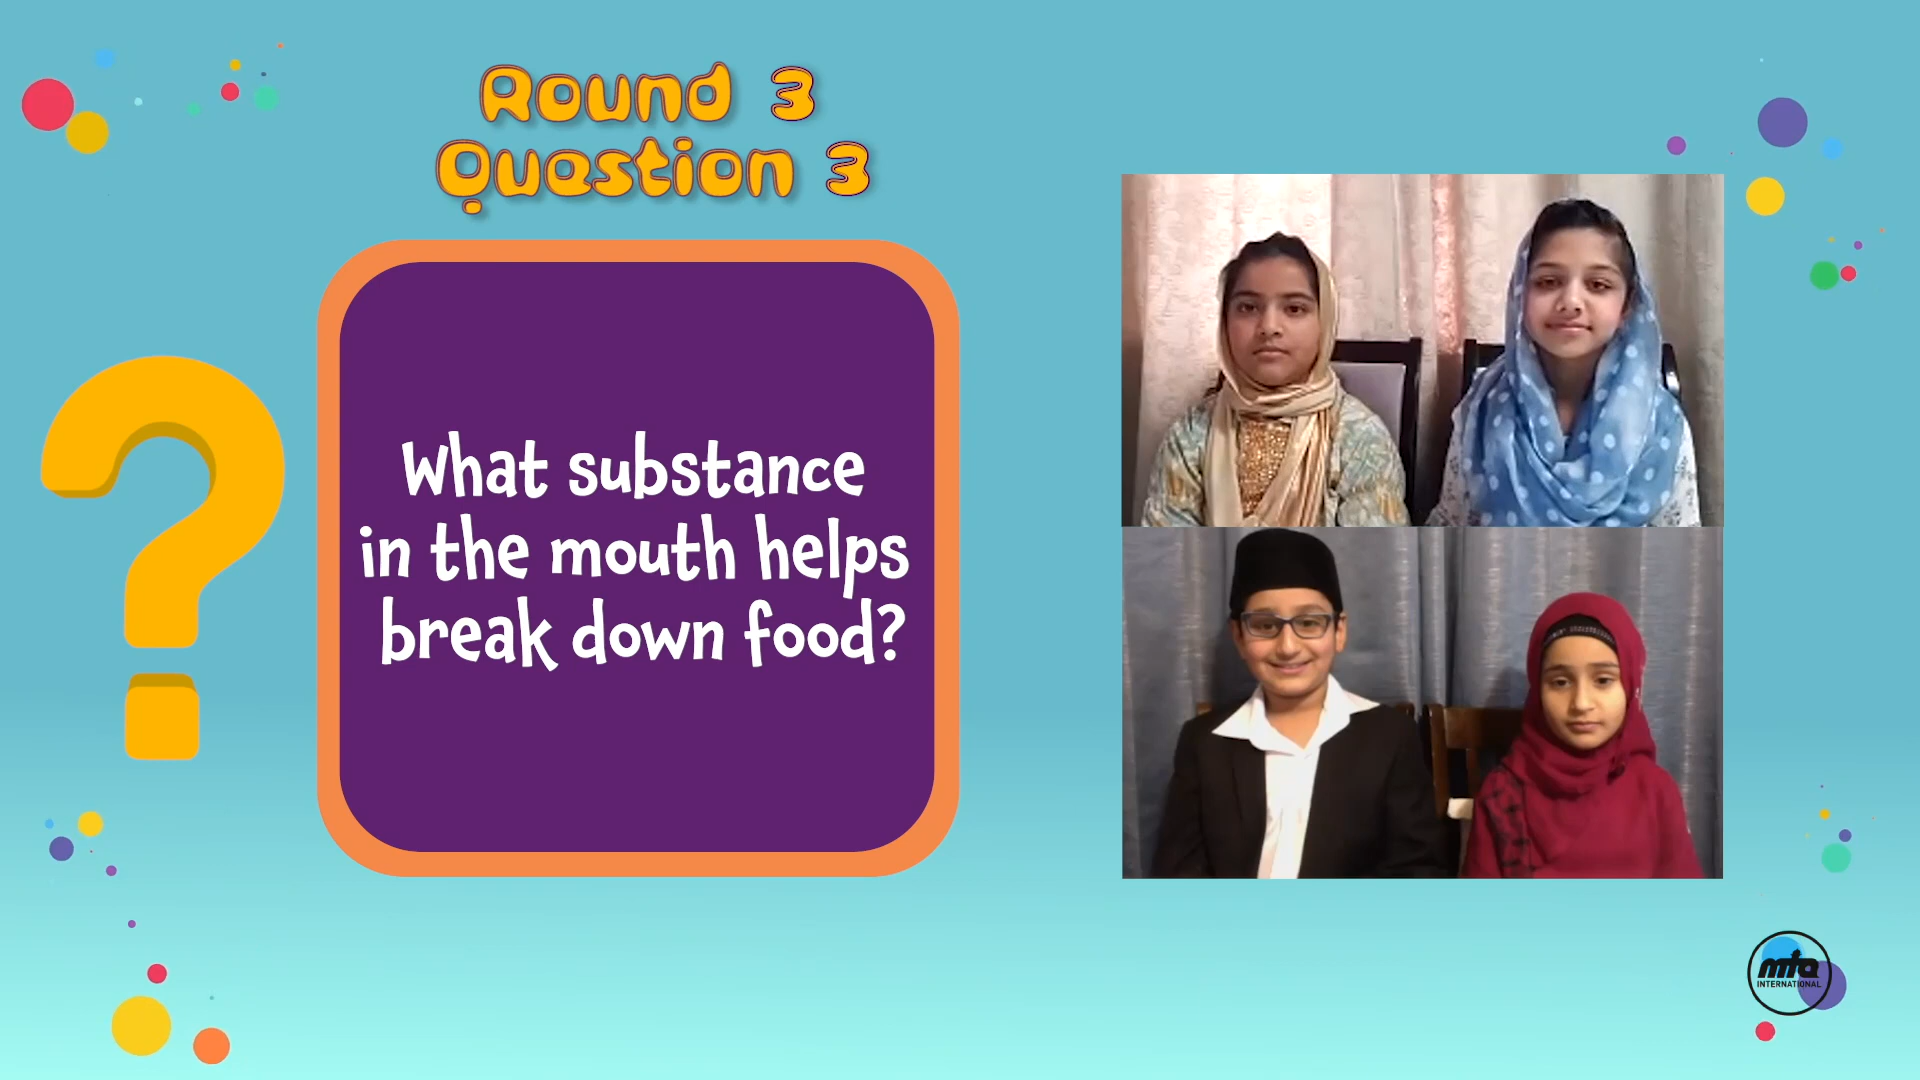 Round 3
Question 3
What substance
in the mouth helps
break down food?
mta
INTERNATIONAL